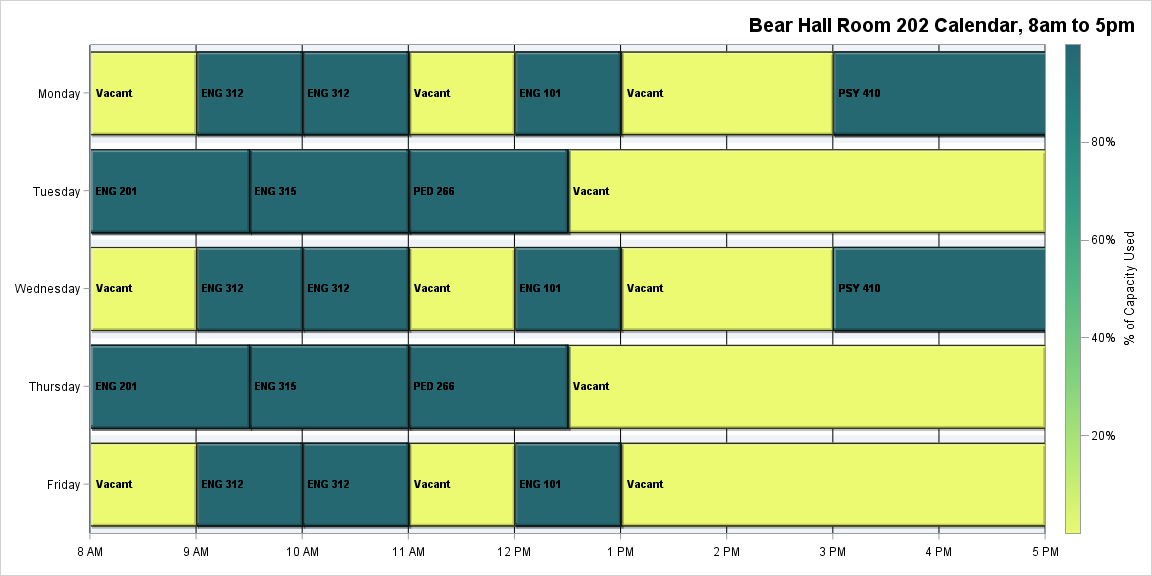 Bear Hall Room 202 Calendar, 8am to 5pm
Monday Vacant ENG 312 ENG 312 Vacant ENG 101 Vacant PSY 410
80%
Tuesday ENG 201 ENG 315 PED 266 Vacant
60%
Wednesday Vacant ENG 312 ENG 312 Vacant ENG 101 Vacant PSY 410
% of Capacity Used
40%
Thursday ENG 201 ENG 315 PED 266 Vacant
20%
Friday Vacant ENG 312 ENG 312 Vacant ENG 101 Vacant
8 AM 9 AM 10 AM 11 AM 12 PM 1 PM 2 PM 3 PM 4 PM 5 PM